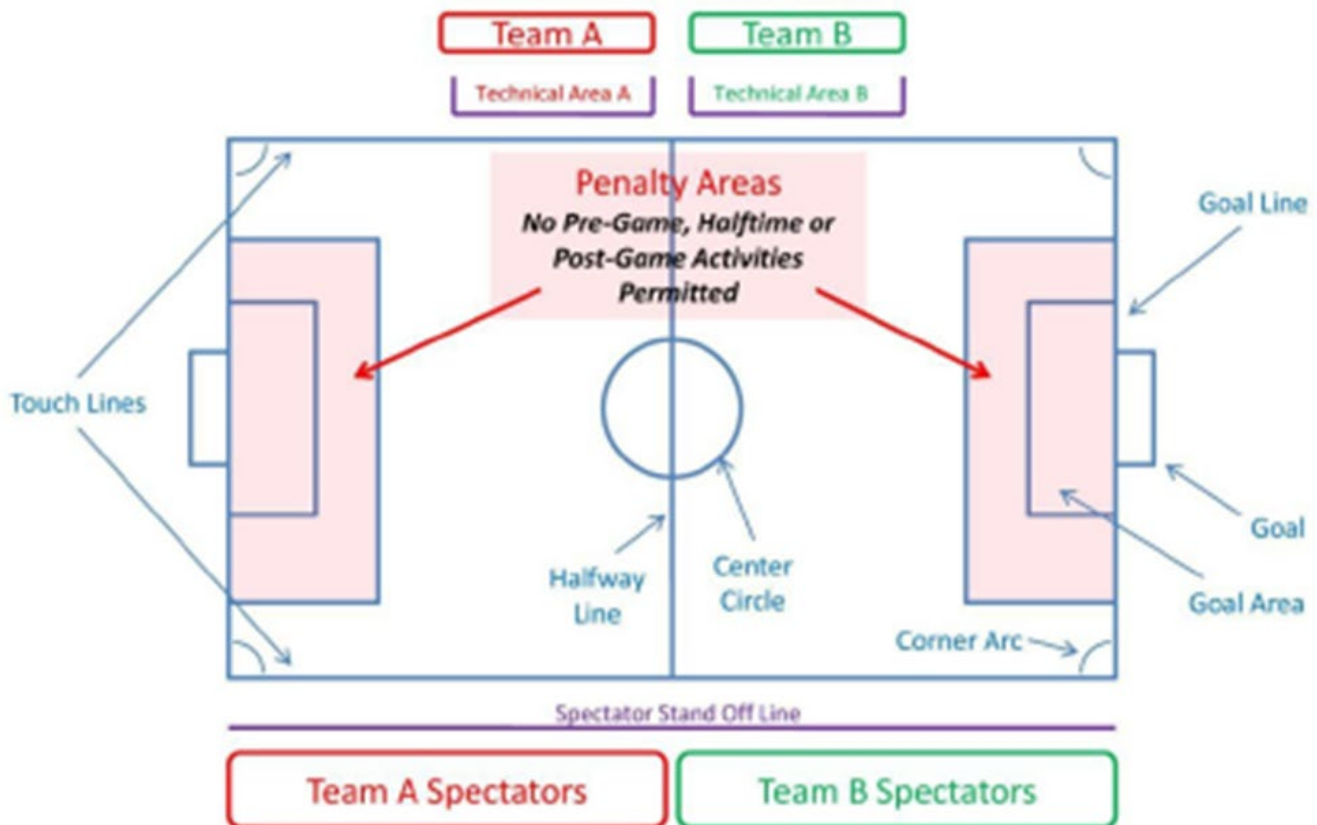 Team A
Team B
Technical Area A
Technical Area B
Penalty Areas
No Pre-Game, Halftime or
Post-Game Activities
Permitted
Goal Line
Touch Lines
Halfway
Line
Center
Circle
Goal
Goal Area
Corner Arc
Spectator Stand Off Line
Team A Spectators
Team B Spectators